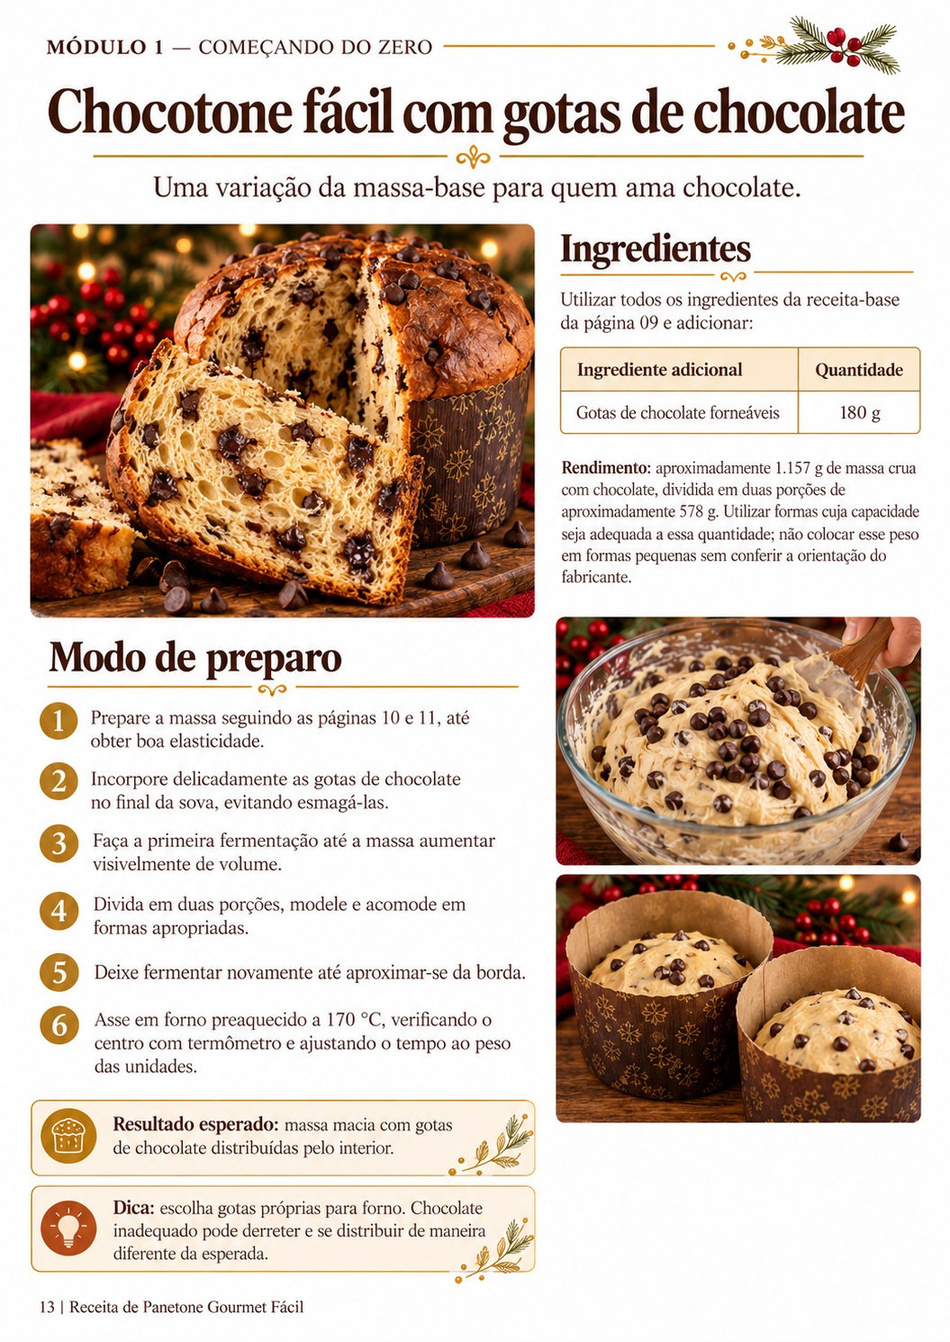 MÓDULO 1 — COMEÇANDO DO ZERO
Chocotone fácil com gotas de chocolate
Uma variação da massa-base para quem ama chocolate.
Ingredientes
Utilizar todos os ingredientes da receita-base
da página 09 e adicionar:
Ingrediente adicional Quantidade
Gotas de chocolate forneáveis 180 g
Rendimento: aproximadamente 1.157 g de massa crua
com chocolate, dividida em duas porções de
aproximadamente 578 g. Utilizar formas cuja capacidade
seja adequada a essa quantidade; não colocar esse peso
em formas pequenas sem conferir a orientação do
fabricante.
Modo de preparo
1 Prepare a massa seguindo as páginas 10 e 11, até
obter boa elasticidade.
2 Incorpore delicadamente as gotas de chocolate
no final da sova, evitando esmagá-las.
3 Faça a primeira fermentação até a massa aumentar
visivelmente de volume.
4 Divida em duas porções, modele e acomode em
formas apropriadas.
5 Deixe fermentar novamente até aproximar-se da borda.
6 Asse em forno preaquecido a 170 °C, verificando o
centro com termômetro e ajustando o tempo ao peso
das unidades.
Resultado esperado: massa macia com gotas
de chocolate distribuídas pelo interior.
Dica: escolha gotas próprias para forno. Chocolate
inadequado pode derreter e se distribuir de maneira
diferente da esperada.
13 | Receita de Panetone Gourmet Fácil